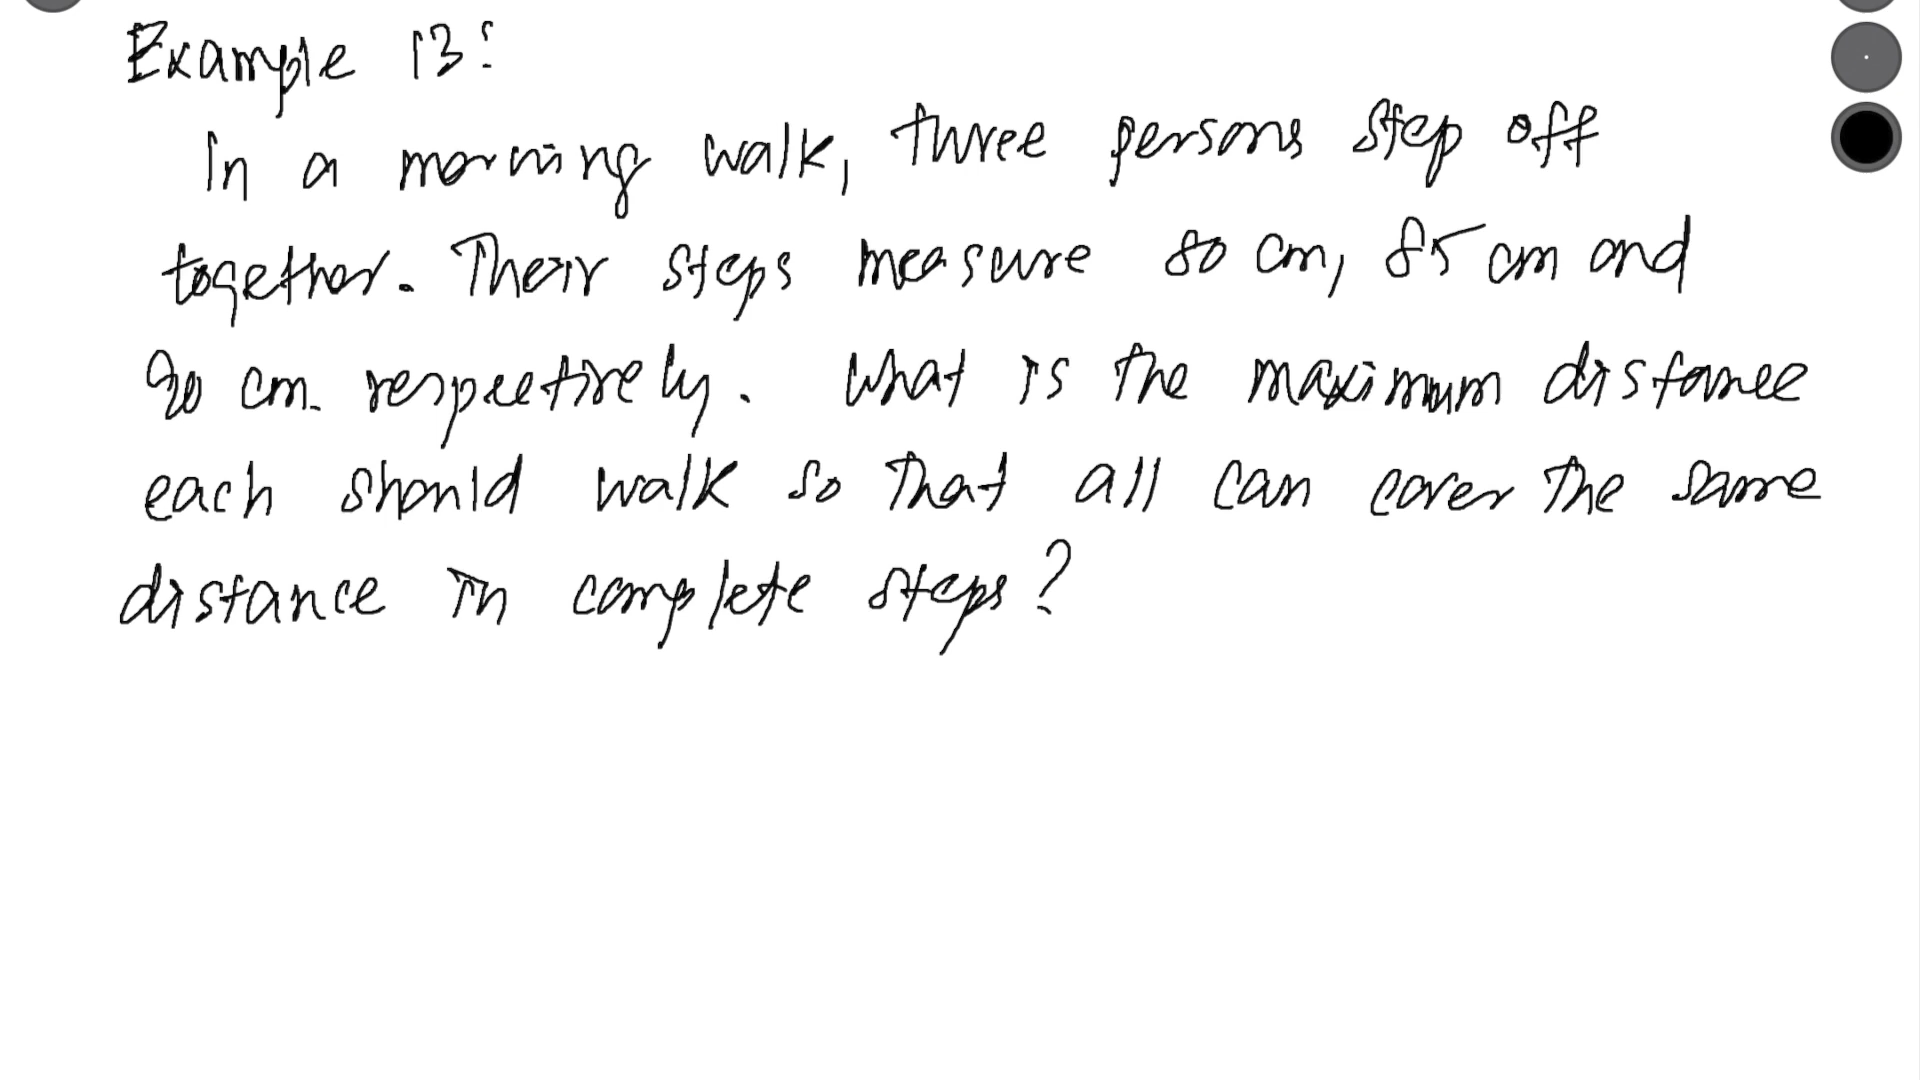 Example 13:
In a morning walk, three persons step off
together. Their steps measure 80 cm, 85 cm and
90 cm. respectively. What is the maximum distance
each should walk so that all can cover the same
distance in complete steps?